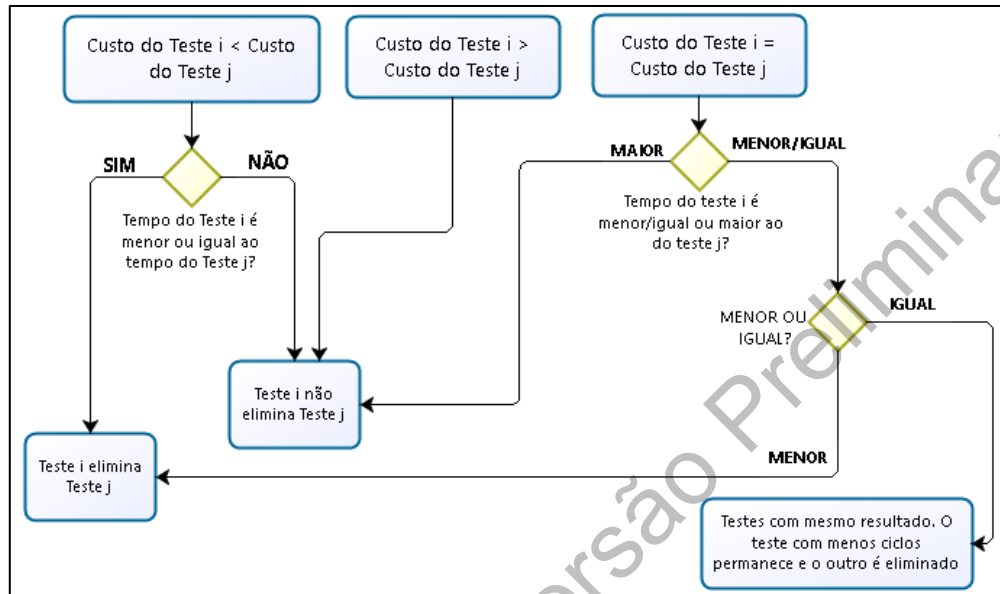 Custo do Teste i < Custo
do Teste j
Custo do Teste i >
Custo do Teste j
Custo do Teste i =
Custo do Teste j
SIM
NÃO
MAIOR
MENOR/IGUAL
Tempo do Teste i é
menor ou igual ao
tempo do Teste j?
Tempo do teste i é
menor/igual ou maior ao
do teste j?
MENOR OU
IGUAL?
IGUAL
Teste i não
elimina Teste j
MENOR
Teste i elimina
Teste j
Testes com mesmo resultado. O
teste com menos ciclos
permanece e o outro é eliminado